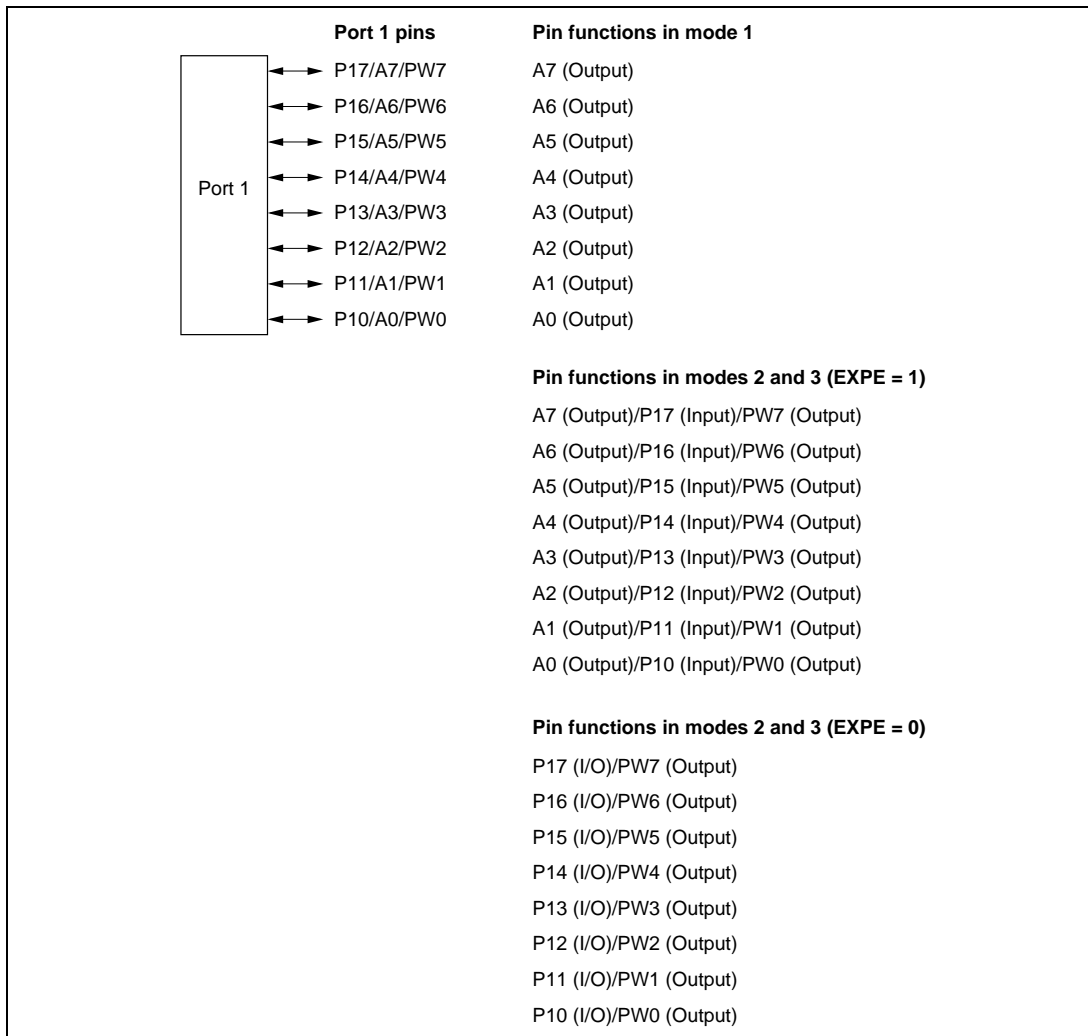 Port 1 pins Pin functions in mode 1
P17/A7/PW7 A7 (Output)
P16/A6/PW6 A6 (Output)
P15/A5/PW5 A5 (Output)
P14/A4/PW4 A4 (Output)
Port 1
P13/A3/PW3 A3 (Output)
P12/A2/PW2 A2 (Output)
P11/A1/PW1 A1 (Output)
P10/A0/PW0 A0 (Output)
Pin functions in modes 2 and 3 (EXPE = 1)
A7 (Output)/P17 (Input)/PW7 (Output)
A6 (Output)/P16 (Input)/PW6 (Output)
A5 (Output)/P15 (Input)/PW5 (Output)
A4 (Output)/P14 (Input)/PW4 (Output)
A3 (Output)/P13 (Input)/PW3 (Output)
A2 (Output)/P12 (Input)/PW2 (Output)
A1 (Output)/P11 (Input)/PW1 (Output)
A0 (Output)/P10 (Input)/PW0 (Output)
Pin functions in modes 2 and 3 (EXPE = 0)
P17 (I/O)/PW7 (Output)
P16 (I/O)/PW6 (Output)
P15 (I/O)/PW5 (Output)
P14 (I/O)/PW4 (Output)
P13 (I/O)/PW3 (Output)
P12 (I/O)/PW2 (Output)
P11 (I/O)/PW1 (Output)
P10 (I/O)/PW0 (Output)